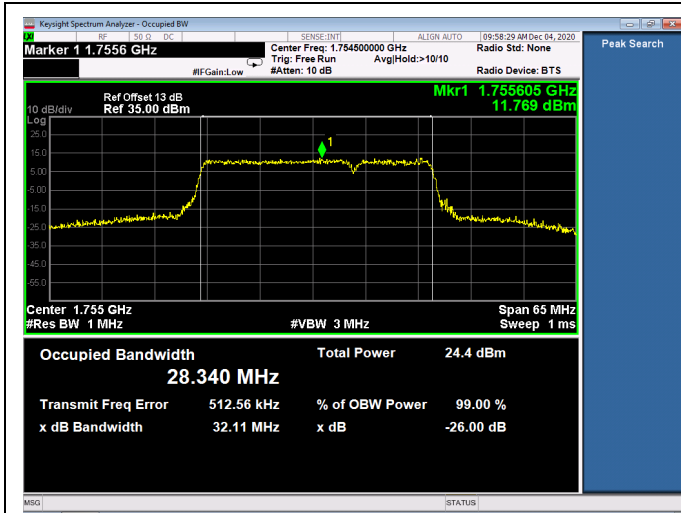 Keysight Spectrum Analyzer - Occupied BW
RF 50 Ω DC SENSE:INT ALIGN AUTO 09:58:29 AM Dec 04, 2020
Marker 1 1.7556 GHz Center Freq: 1.754500000 GHz Radio Std: None
Trig: Free Run Avg|Hold:>10/10
#IFGain:Low #Atten: 10 dB Radio Device: BTS
Peak Search
Mkr1 1.755605 GHz
Ref Offset 13 dB
10 dB/div Ref 35.00 dBm 11.769 dBm
Log
25.0
15.0
1
5.00
-5.00
-15.0
-25.0
-35.0
-45.0
-55.0
Center 1.755 GHz Span 65 MHz
#Res BW 1 MHz #VBW 3 MHz Sweep 1 ms
Occupied Bandwidth Total Power 24.4 dBm
28.340 MHz
Transmit Freq Error 512.56 kHz % of OBW Power 99.00 %
x dB Bandwidth 32.11 MHz x dB -26.00 dB
MSG STATUS